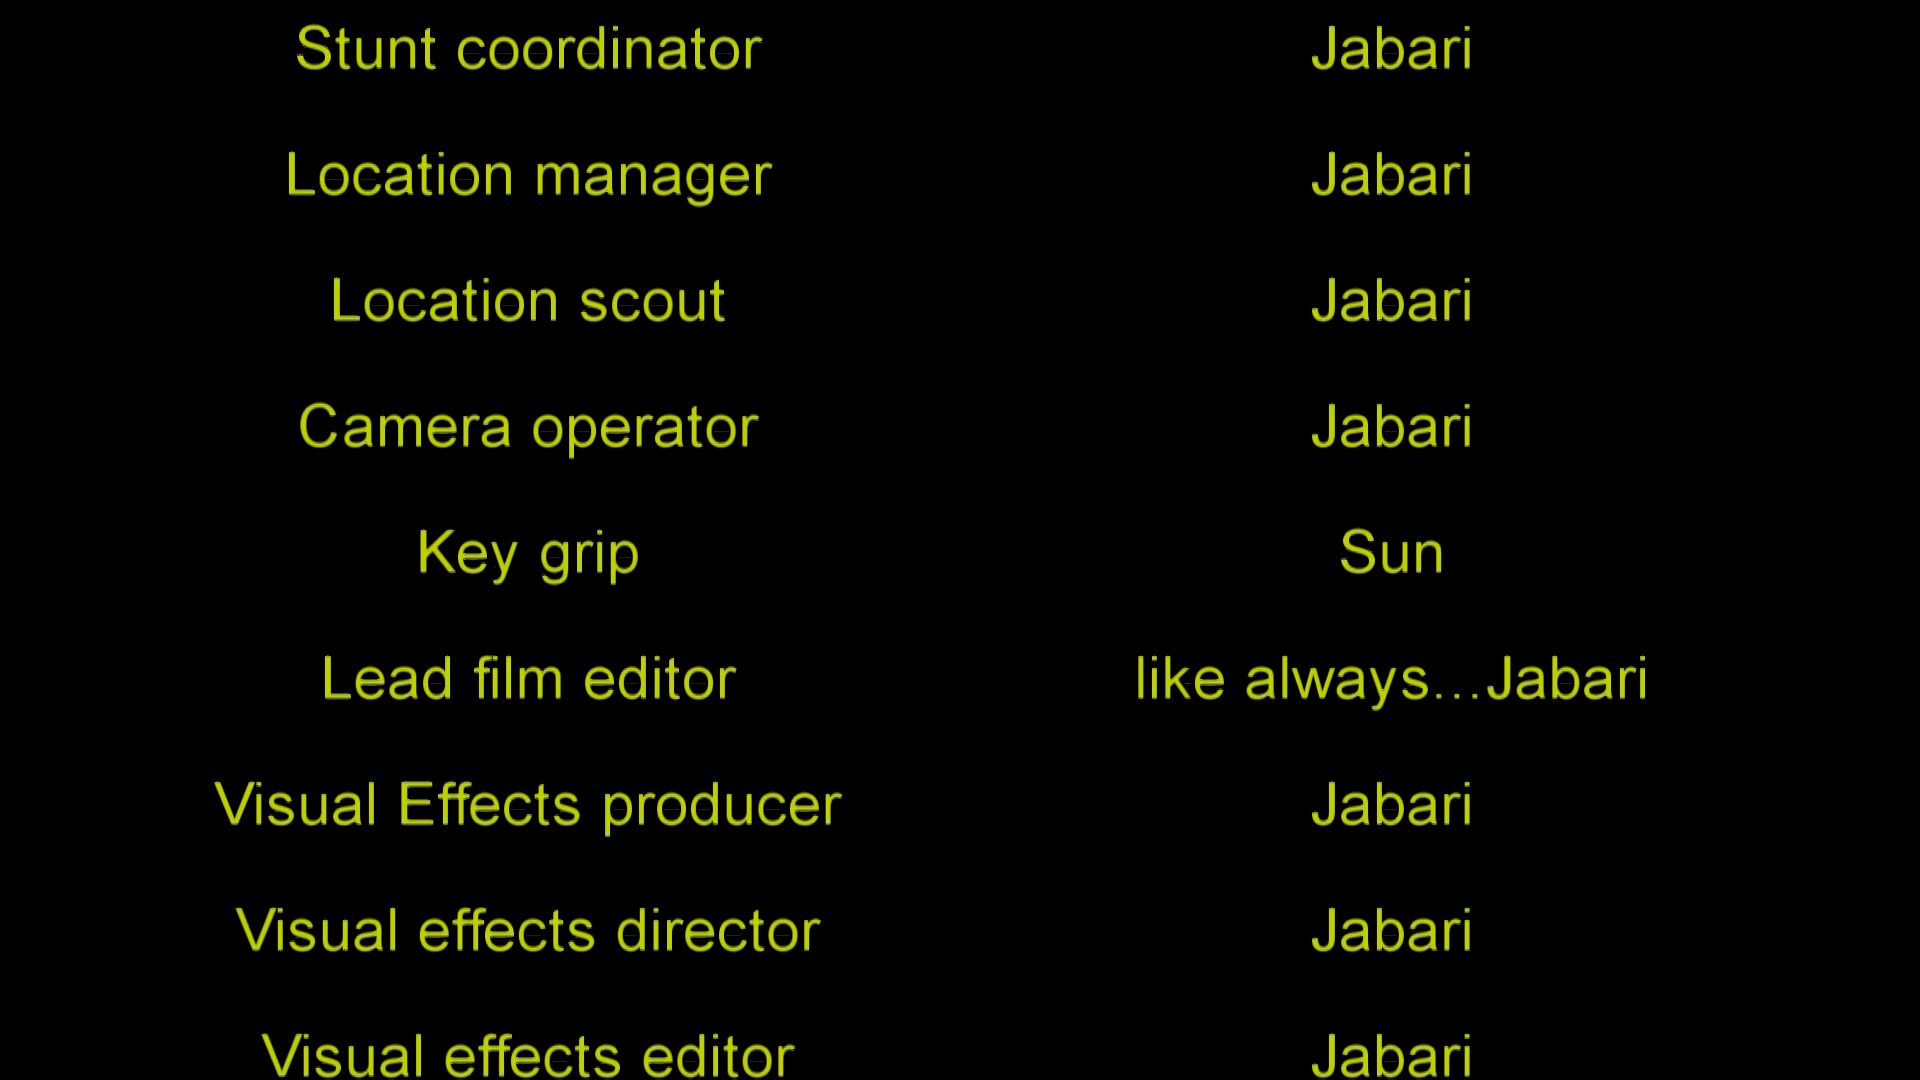 Stunt coordinator Jabari
Location manager Jabari
Location scout Jabari
Camera operator Jabari
Key grip Sun
Lead film editor like always...Jabari
Visual Effects producer Jabari
Visual effects director Jabari
Visual effects editor Jabari